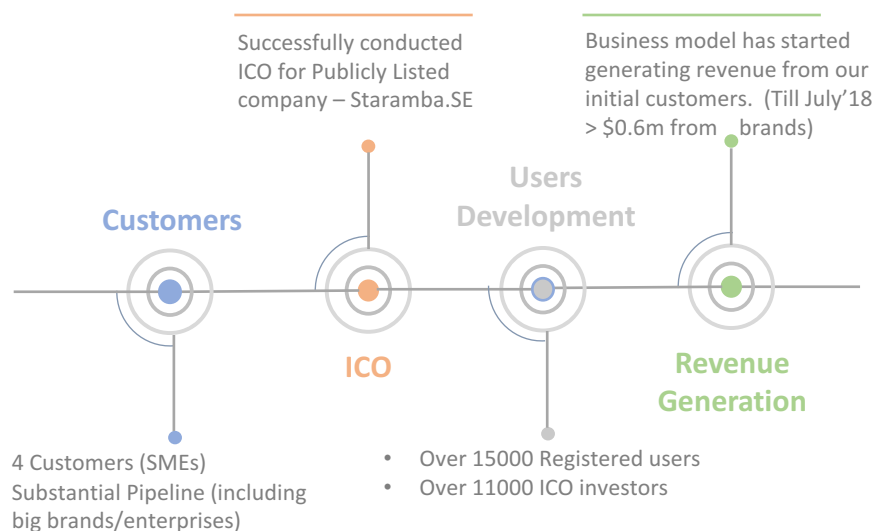 Successfully conducted
ICO for Publicly Listed
company – Staramba.SE
Business model has started
generating revenue from our
initial customers. (Till July’18
> $0.6m from brands)
Customers
Users
Development
ICO
Revenue
Generation
4 Customers (SMEs)
Substantial Pipeline (including
big brands/enterprises)
• Over 15000 Registered users
• Over 11000 ICO investors